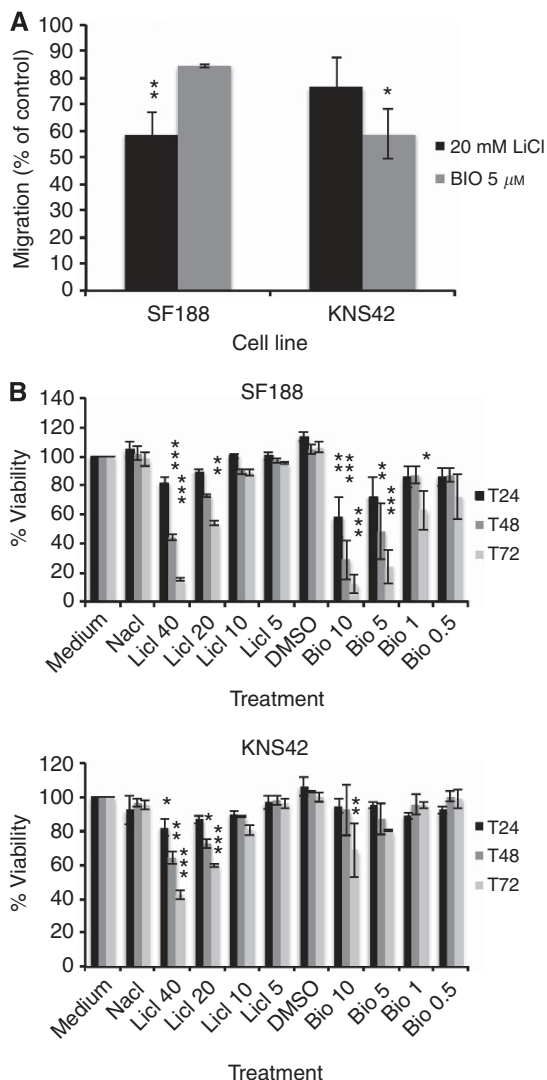 A
100
90
80
70
60
50
40
30
20
10
0
Migration (% of control)
**
*
20 mM LiCl
BIO 5 μM
SF188
KNS42
Cell line
B
SF188
140
120
100
80
60
40
20
0
% Viability
***
***
**
**
***
***
**
***
*
T24
T48
T72
Medium
Nacl
Licl 40
Licl 20
Licl 10
Licl 5
DMSO
Bio 10
Bio 5
Bio 1
Bio 0.5
Treatment
KNS42
120
100
80
60
40
20
0
% Viability
*
**
***
*
***
**
T24
T48
T72
Medium
Nacl
Licl 40
Licl 20
Licl 10
Licl 5
DMSO
Bio 10
Bio 5
Bio 1
Bio 0.5
Treatment